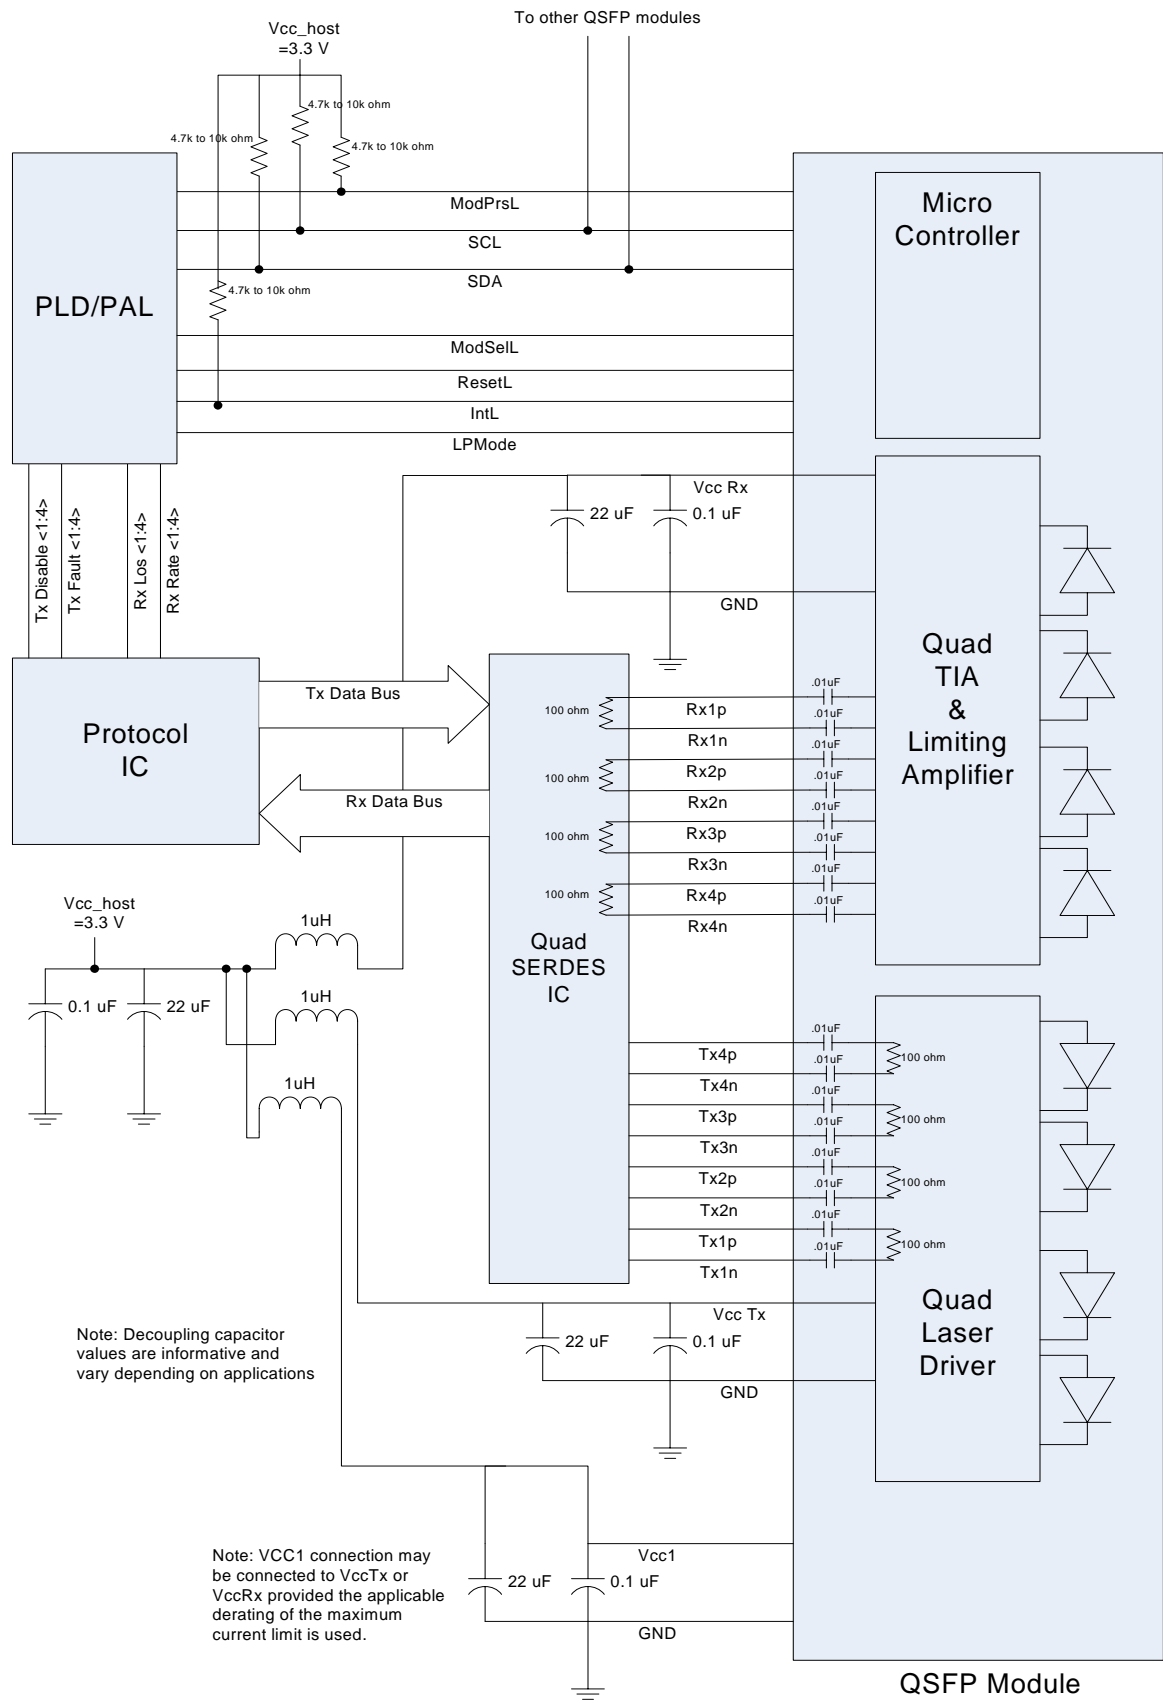 To other QSFP modules
Vcc_host
=3.3 V
4.7k to 10k ohm
4.7k to 10k ohm
4.7k to 10k ohm
ModPrsL
SCL
SDA
4.7k to 10k ohm
PLD/PAL
ModSelL
ResetL
IntL
LPMode
Micro
Controller
Tx Disable <1:4>
Tx Fault <1:4>
Rx Los <1:4>
Rx Rate <1:4>
Vcc Rx
22 uF
0.1 uF
GND
Quad
TIA
&
Limiting
Amplifier
Protocol
IC
Tx Data Bus
Rx Data Bus
100 ohm
100 ohm
100 ohm
100 ohm
Quad
SERDES
IC
.01uF
Rx1p
.01uF
Rx1n
.01uF
Rx2p
.01uF
Rx2n
.01uF
Rx3p
.01uF
Rx3n
.01uF
Rx4p
.01uF
Rx4n
Vcc_host
=3.3 V
1uH
0.1 uF
22 uF
1uH
1uH
.01uF
Tx4p
100 ohm
.01uF
Tx4n
.01uF
Tx3p
100 ohm
.01uF
Tx3n
.01uF
Tx2p
100 ohm
.01uF
Tx2n
.01uF
Tx1p
100 ohm
.01uF
Tx1n
Quad
Laser
Driver
Vcc Tx
22 uF
0.1 uF
GND
Note: Decoupling capacitor
values are informative and
vary depending on applications
Note: VCC1 connection may
be connected to VccTx or
VccRx provided the applicable
derating of the maximum
current limit is used.
Vcc1
22 uF
0.1 uF
GND
QSFP Module